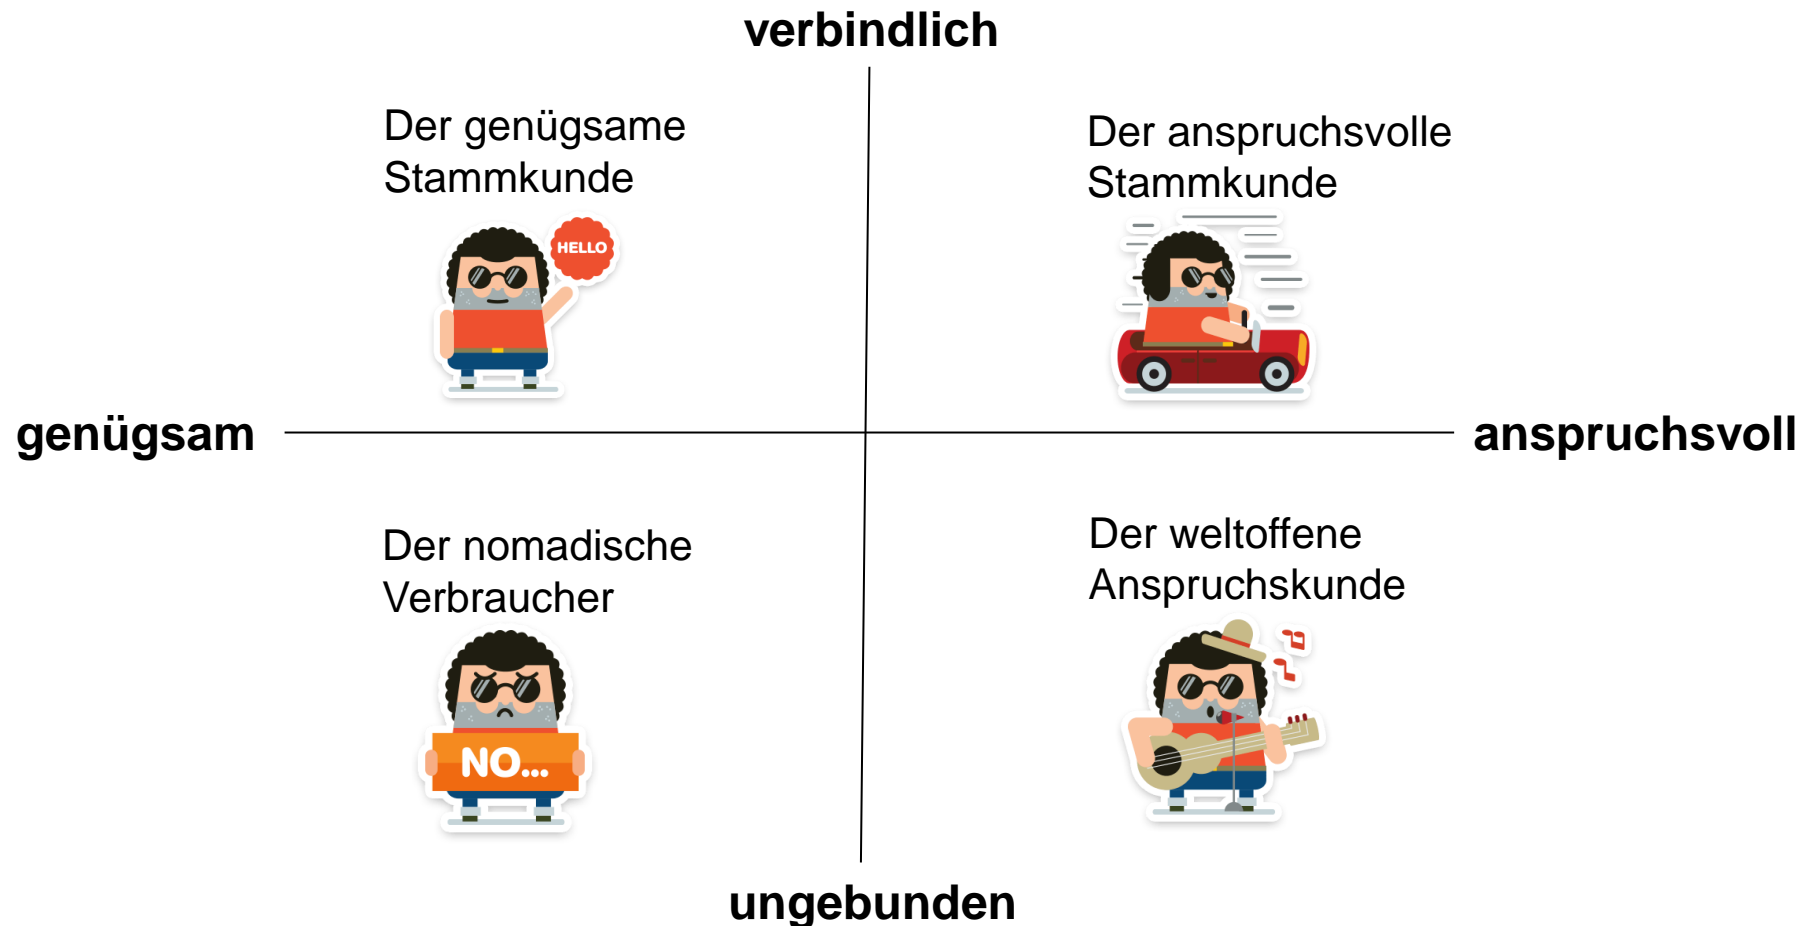 verbindlich
Der genügsame
Stammkunde
HELLO
Der anspruchsvolle
Stammkunde
genügsam
anspruchsvoll
Der nomadische
Verbraucher
NO...
Der weltoffene
Anspruchskunde
ungebunden